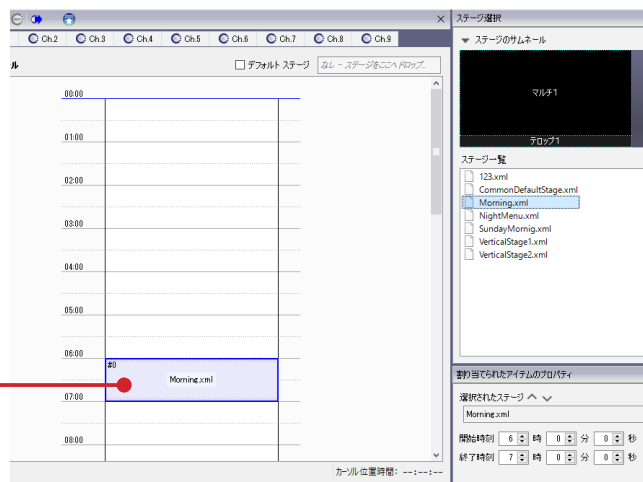 Ch.2 Ch.3 Ch.4 Ch.5 Ch.6 Ch.7 Ch.8 Ch.9
ル
デフォルト ステージ
なし - ステージをここへドロップ...
00:00
01:00
02:00
03:00
04:00
05:00
06:00
#0
Morning.xml
07:00
08:00
カーソル位置時間: --:--:--
ステージ選択
ステージのサムネール
マルチ1
テロップ1
ステージ一覧
123.xml
CommonDefaultStage.xml
Morning.xml
NightMenu.xml
SundayMornig.xml
VerticalStage1.xml
VerticalStage2.xml
割り当てられたアイテムのプロパティ
選択されたステージ
Morning.xml
開始時刻 6 時 0 分 0 秒
終了時刻 7 時 0 分 0 秒